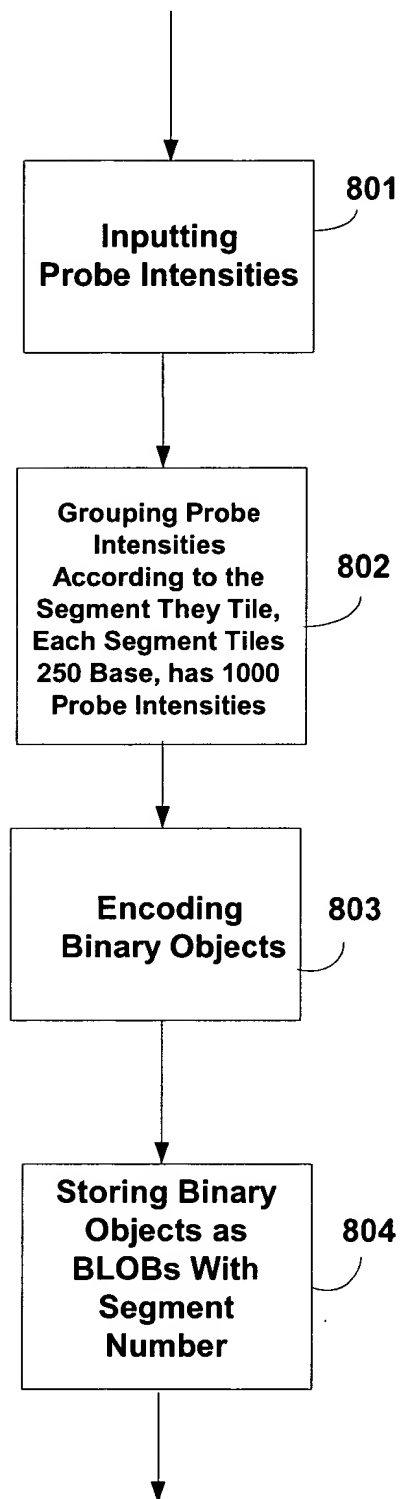 801
Inputting
Probe Intensities
802
Grouping Probe
Intensities
According to the
Segment They Tile,
Each Segment Tiles
250 Base, has 1000
Probe Intensities
803
Encoding
Binary Objects
804
Storing Binary
Objects as
BLOBs With
Segment
Number